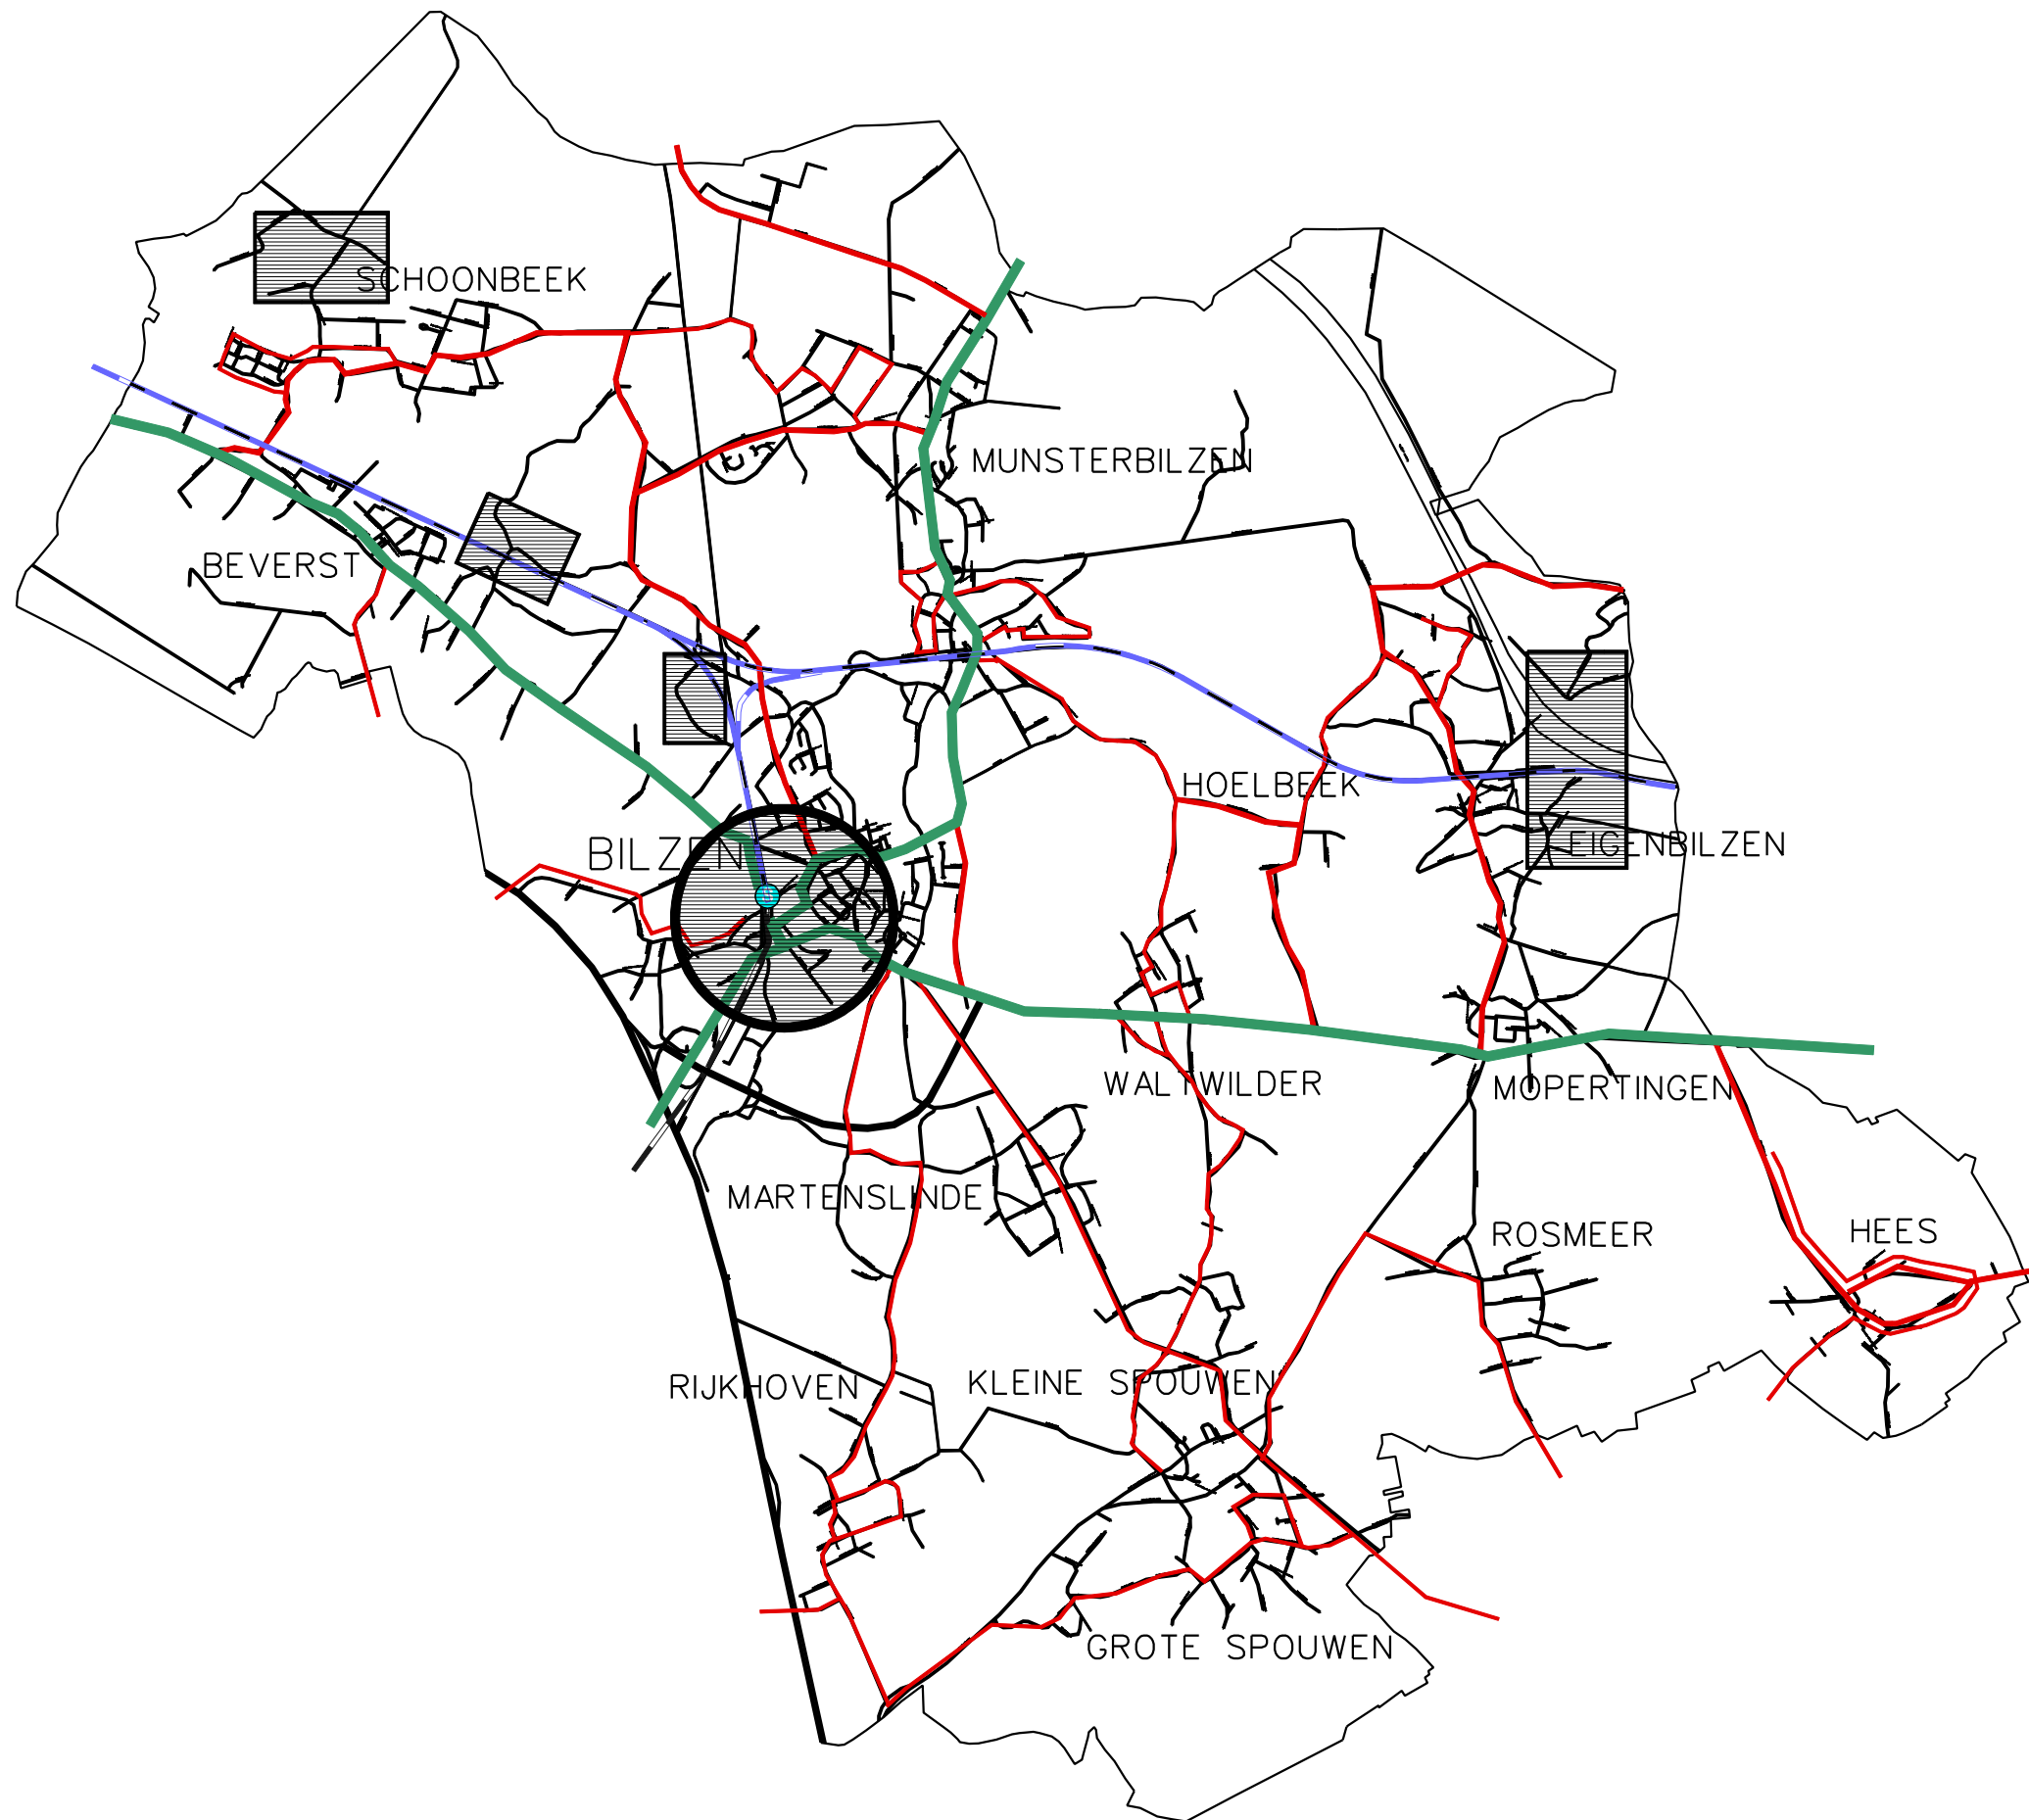 SCHOONBEEK
MUNSTERBILZEN
BEVERST
HOELBEEK
EIGENBILZEN
BILZEN
WALTWILDER
MOPERTINGEN
MARTENSLINDE
ROSMEER
HEES
RIJKHOVEN
KLEINE SPOUWEN
GROTE SPOUWEN